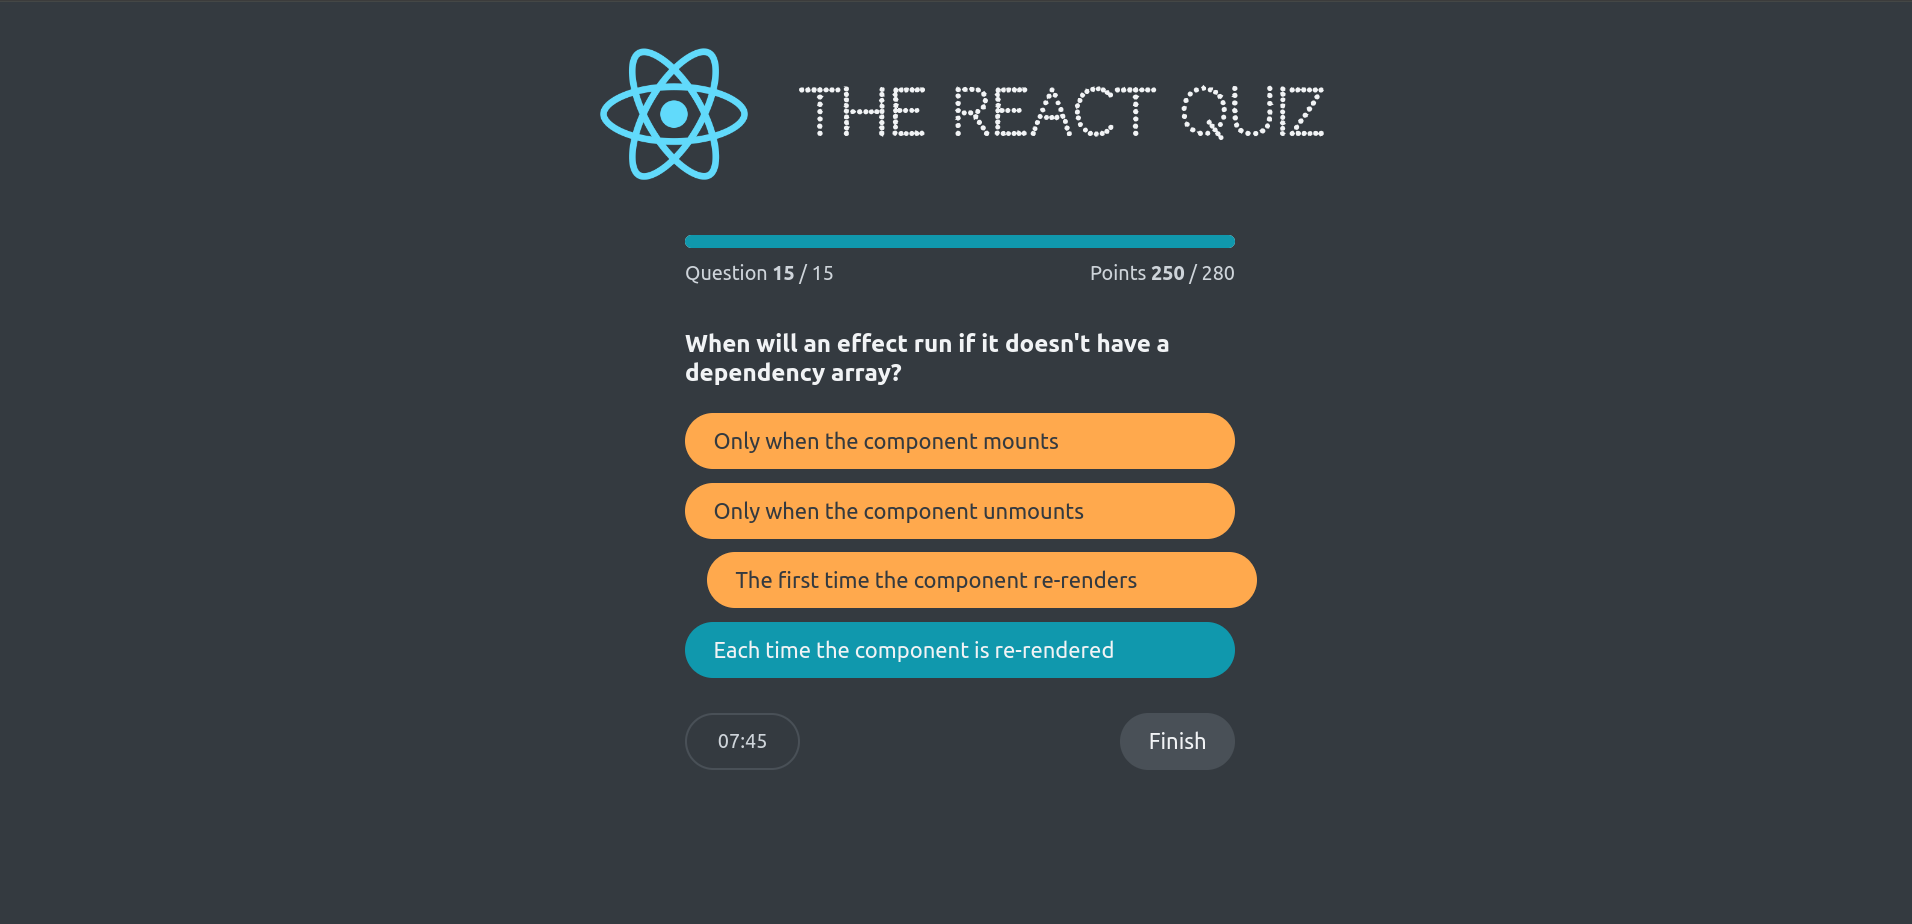 THE REACT QUIZ
Question 15 / 15
Points 250 / 280
When will an effect run if it doesn't have a
dependency array?
Only when the component mounts
Only when the component unmounts
The first time the component re-renders
Each time the component is re-rendered
07:45
Finish